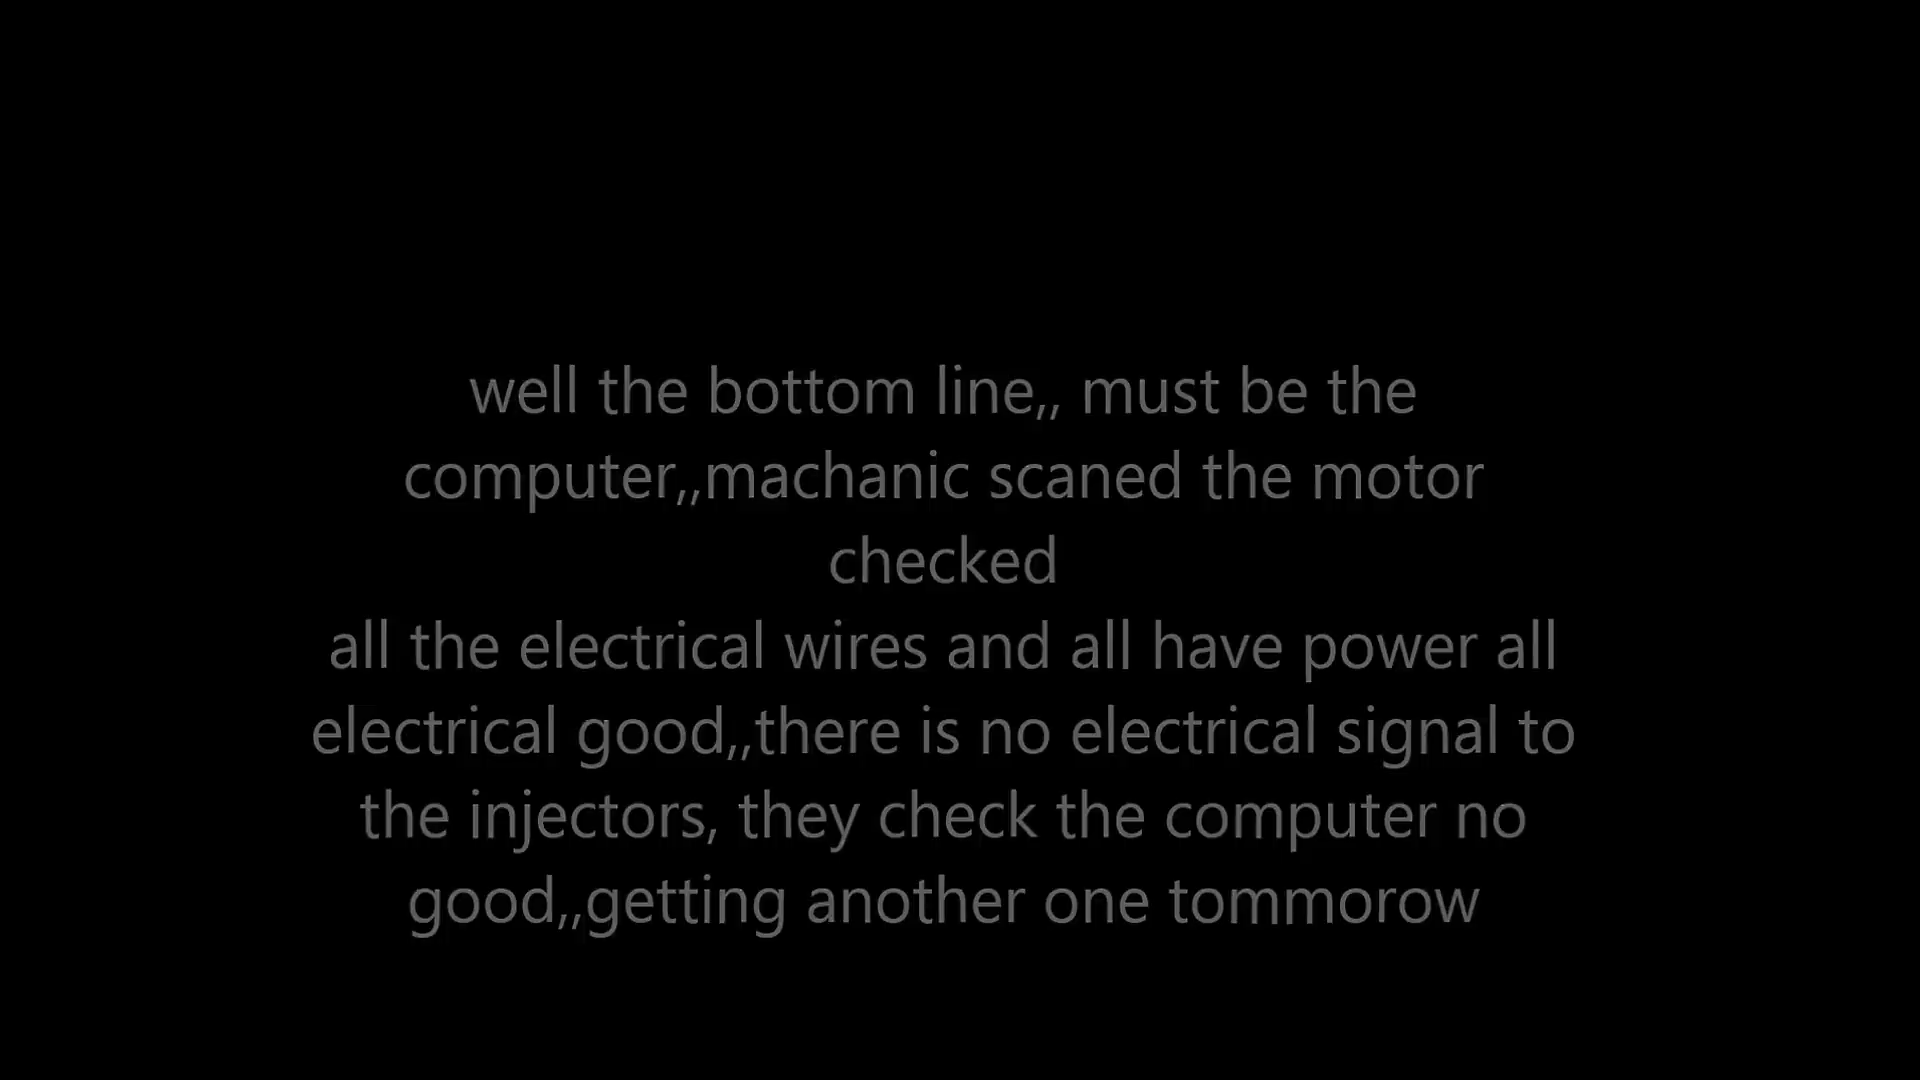 well the bottom line,, must be the
computer,,machanic scaned the motor
checked
all the electrical wires and all have power all
electrical good,,there is no electrical signal to
the injectors, they check the computer no
good,,getting another one tommorow